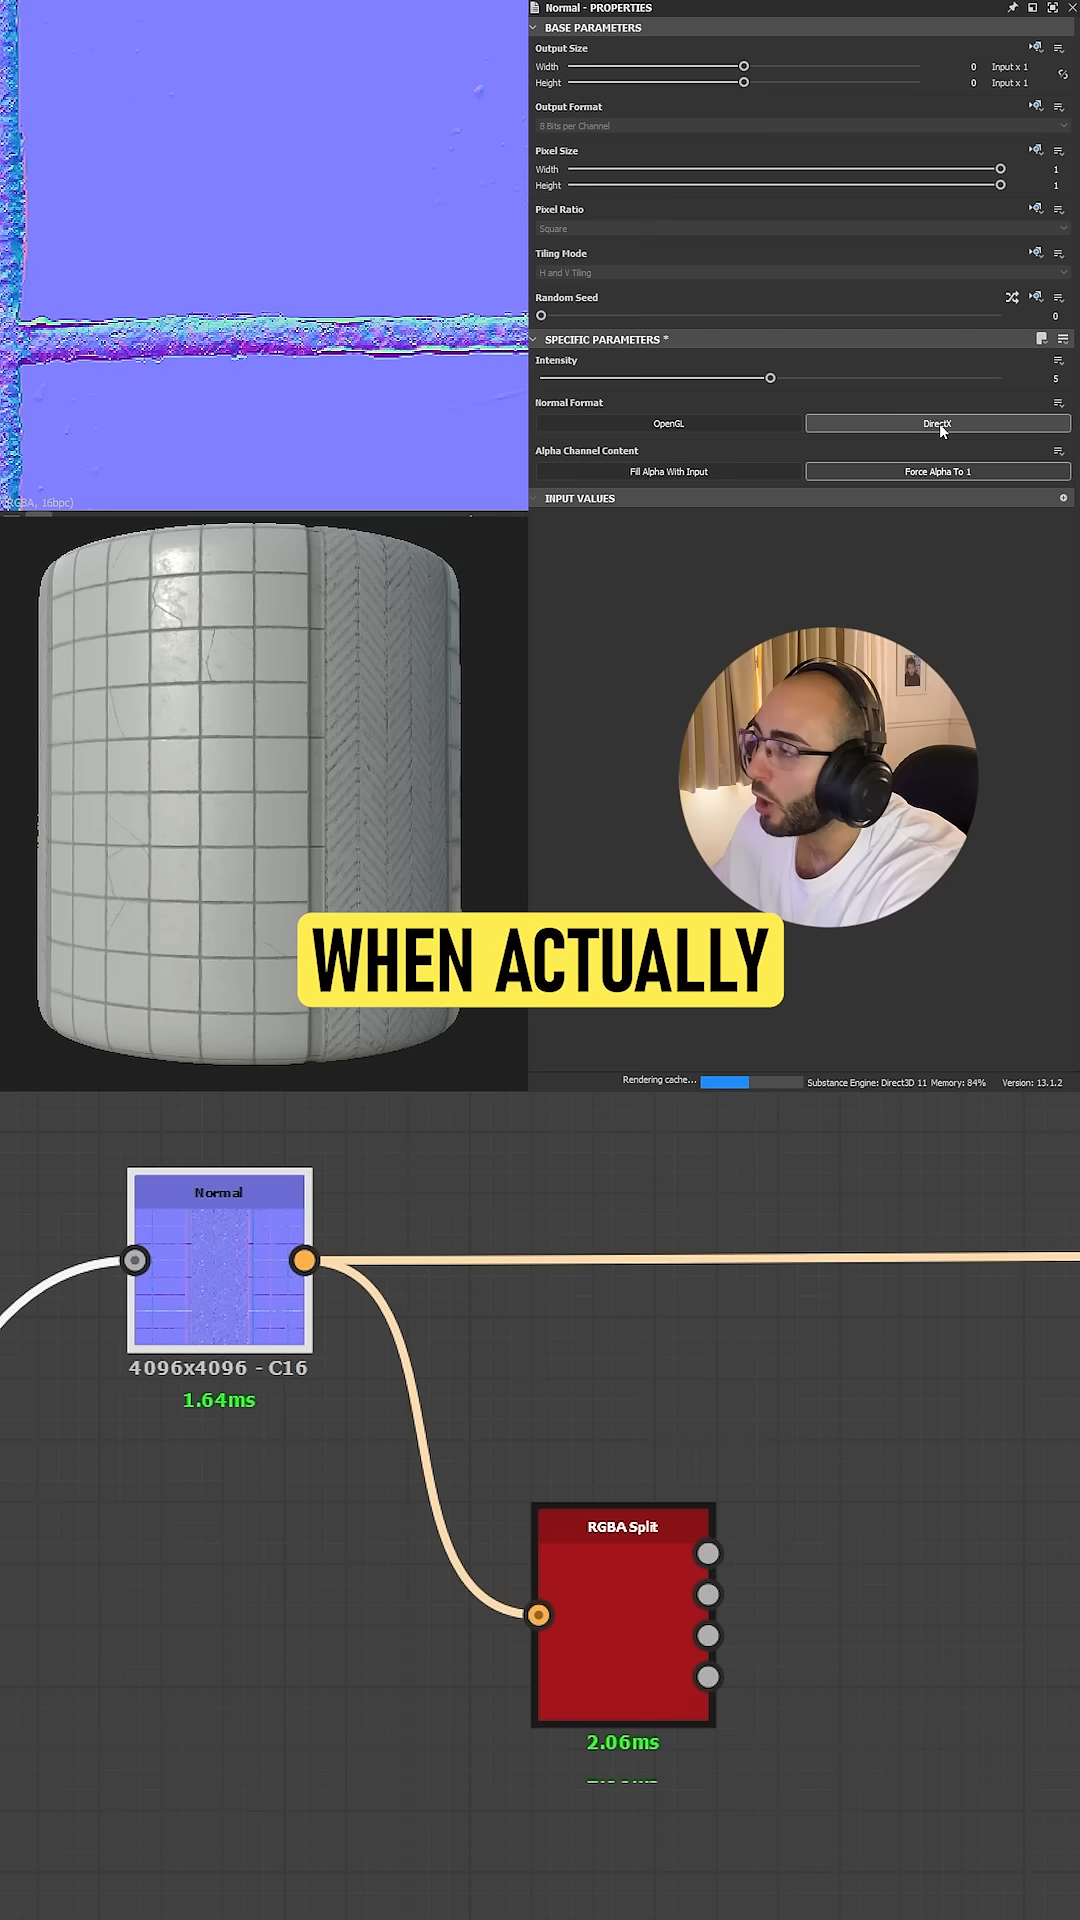 Normal - PROPERTIES
BASE PARAMETERS
Output Size
Width 0 Input x 1
Height 0 Input x 1
Output Format
8 Bits per Channel
Pixel Size
Width 1
Height 1
Pixel Ratio
Square
Tiling Mode
H and V Tiling
Random Seed
0
SPECIFIC PARAMETERS *
Intensity
5
Normal Format
OpenGL DirectX
Alpha Channel Content
Fill Alpha With Input Force Alpha To 1
INPUT VALUES
(RGBA, 16bpc)
WHEN ACTUALLY
Rendering cache... Substance Engine: Direct3D 11 Memory: 84% Version: 13.1.2
Normal
4096x4096 - C16
1.64ms
RGBA Split
2.06ms